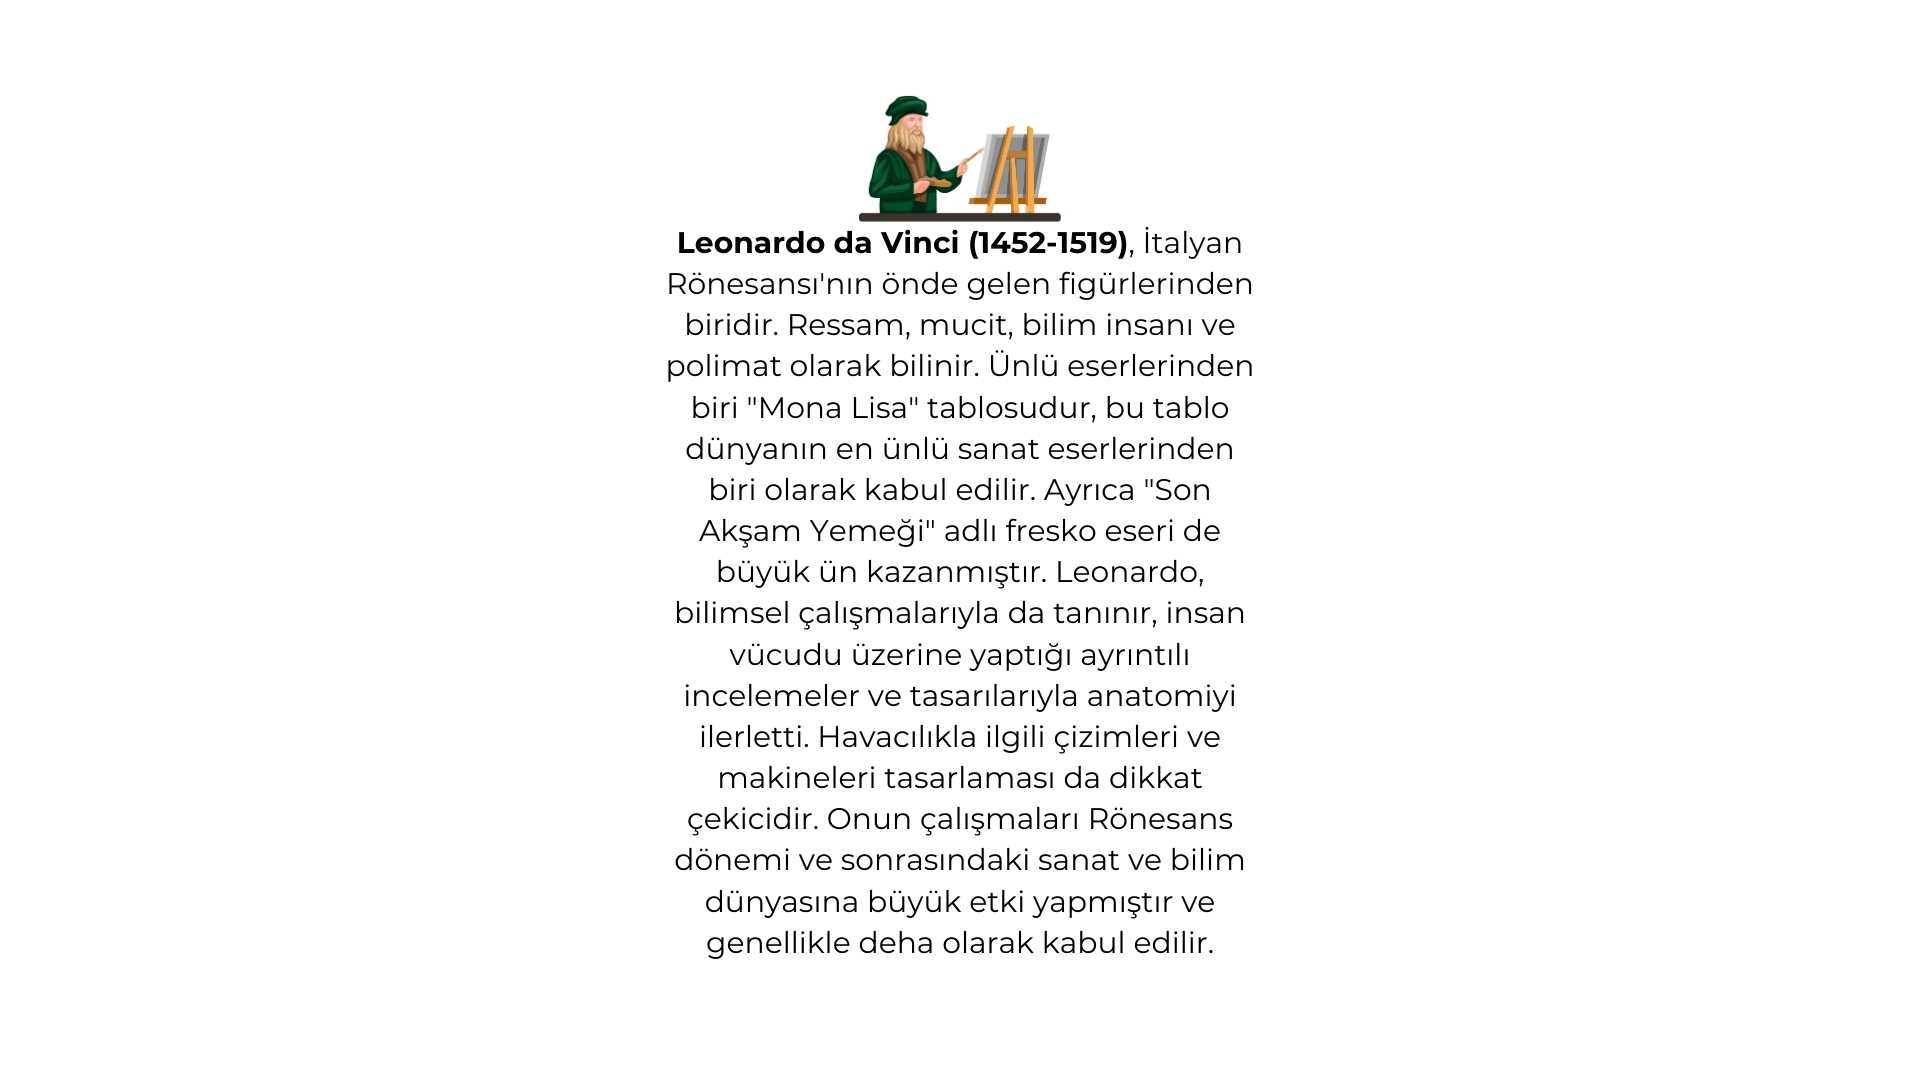 Leonardo da Vinci (1452-1519), İtalyan
Rönesansı'nın önde gelen figürlerinden
biridir. Ressam, mucit, bilim insanı ve
polimat olarak bilinir. Ünlü eserlerinden
biri "Mona Lisa" tablosudur, bu tablo
dünyanın en ünlü sanat eserlerinden
biri olarak kabul edilir. Ayrıca "Son
Akşam Yemeği" adlı fresko eseri de
büyük ün kazanmıştır. Leonardo,
bilimsel çalışmalarıyla da tanınır, insan
vücudu üzerine yaptığı ayrıntılı
incelemeler ve tasarılarıyla anatomiyi
ilerletti. Havacılıkla ilgili çizimleri ve
makineleri tasarlaması da dikkat
çekicidir. Onun çalışmaları Rönesans
dönemi ve sonrasındaki sanat ve bilim
dünyasına büyük etki yapmıştır ve
genellikle deha olarak kabul edilir.